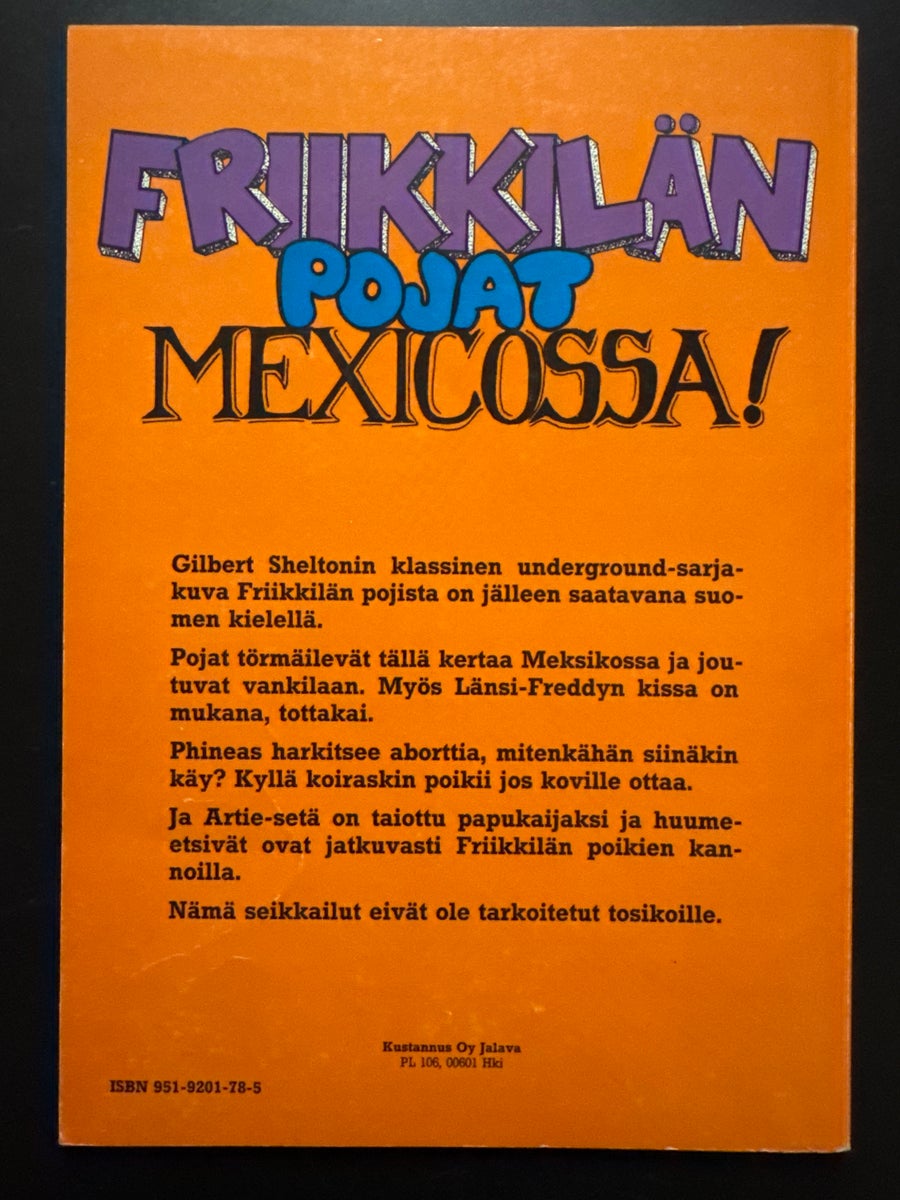 FRIIKKILÄN
POJAT
MEXICOSSA!
Gilbert Sheltonin klassinen underground-sarja-
kuva Friikkilän pojista on jälleen saatavana suo-
men kielellä.
Pojat törmäilevät tällä kertaa Meksikossa ja jou-
tuvat vankilaan. Myös Länsi-Freddyn kissa on
mukana, tottakai.
Phineas harkitsee aborttia, mitenkähän siinäkin
käy? Kyllä koiraskin poikii jos koville ottaa.
Ja Artie-setä on taiottu papukaijaksi ja huume-
etsivät ovat jatkuvasti Friikkilän poikien kan-
noilla.
Nämä seikkailut eivät ole tarkoitetut tosikoille.
Kustannus Oy Jalava
PL 106, 00601 Hki
ISBN 951-9201-78-5